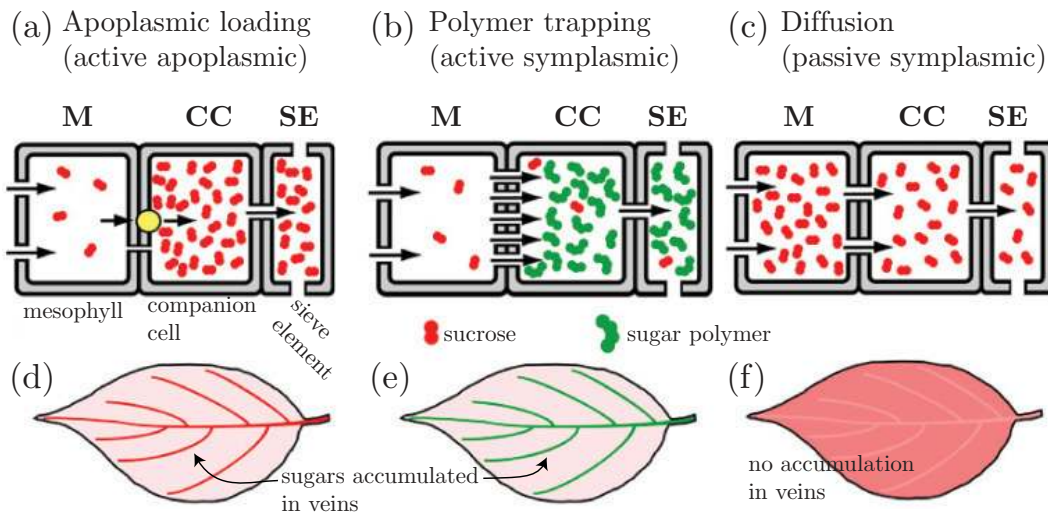 (a) Apoplasmic loading
(active apoplasmic)
(b) Polymer trapping
(active symplasmic)
(c) Diffusion
(passive symplasmic)
M CC SE
M CC SE
M CC SE
mesophyll
companion
cell
sieve
element
sucrose
sugar polymer
(d)
(e)
(f)
sugars accumulated
in veins
no accumulation
in veins